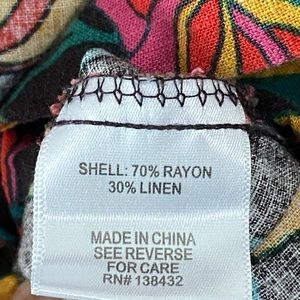 SHELL: 70% RAYON
30% LINEN
MADE IN CHINA
SEE REVERSE
FOR CARE
RN# 138432